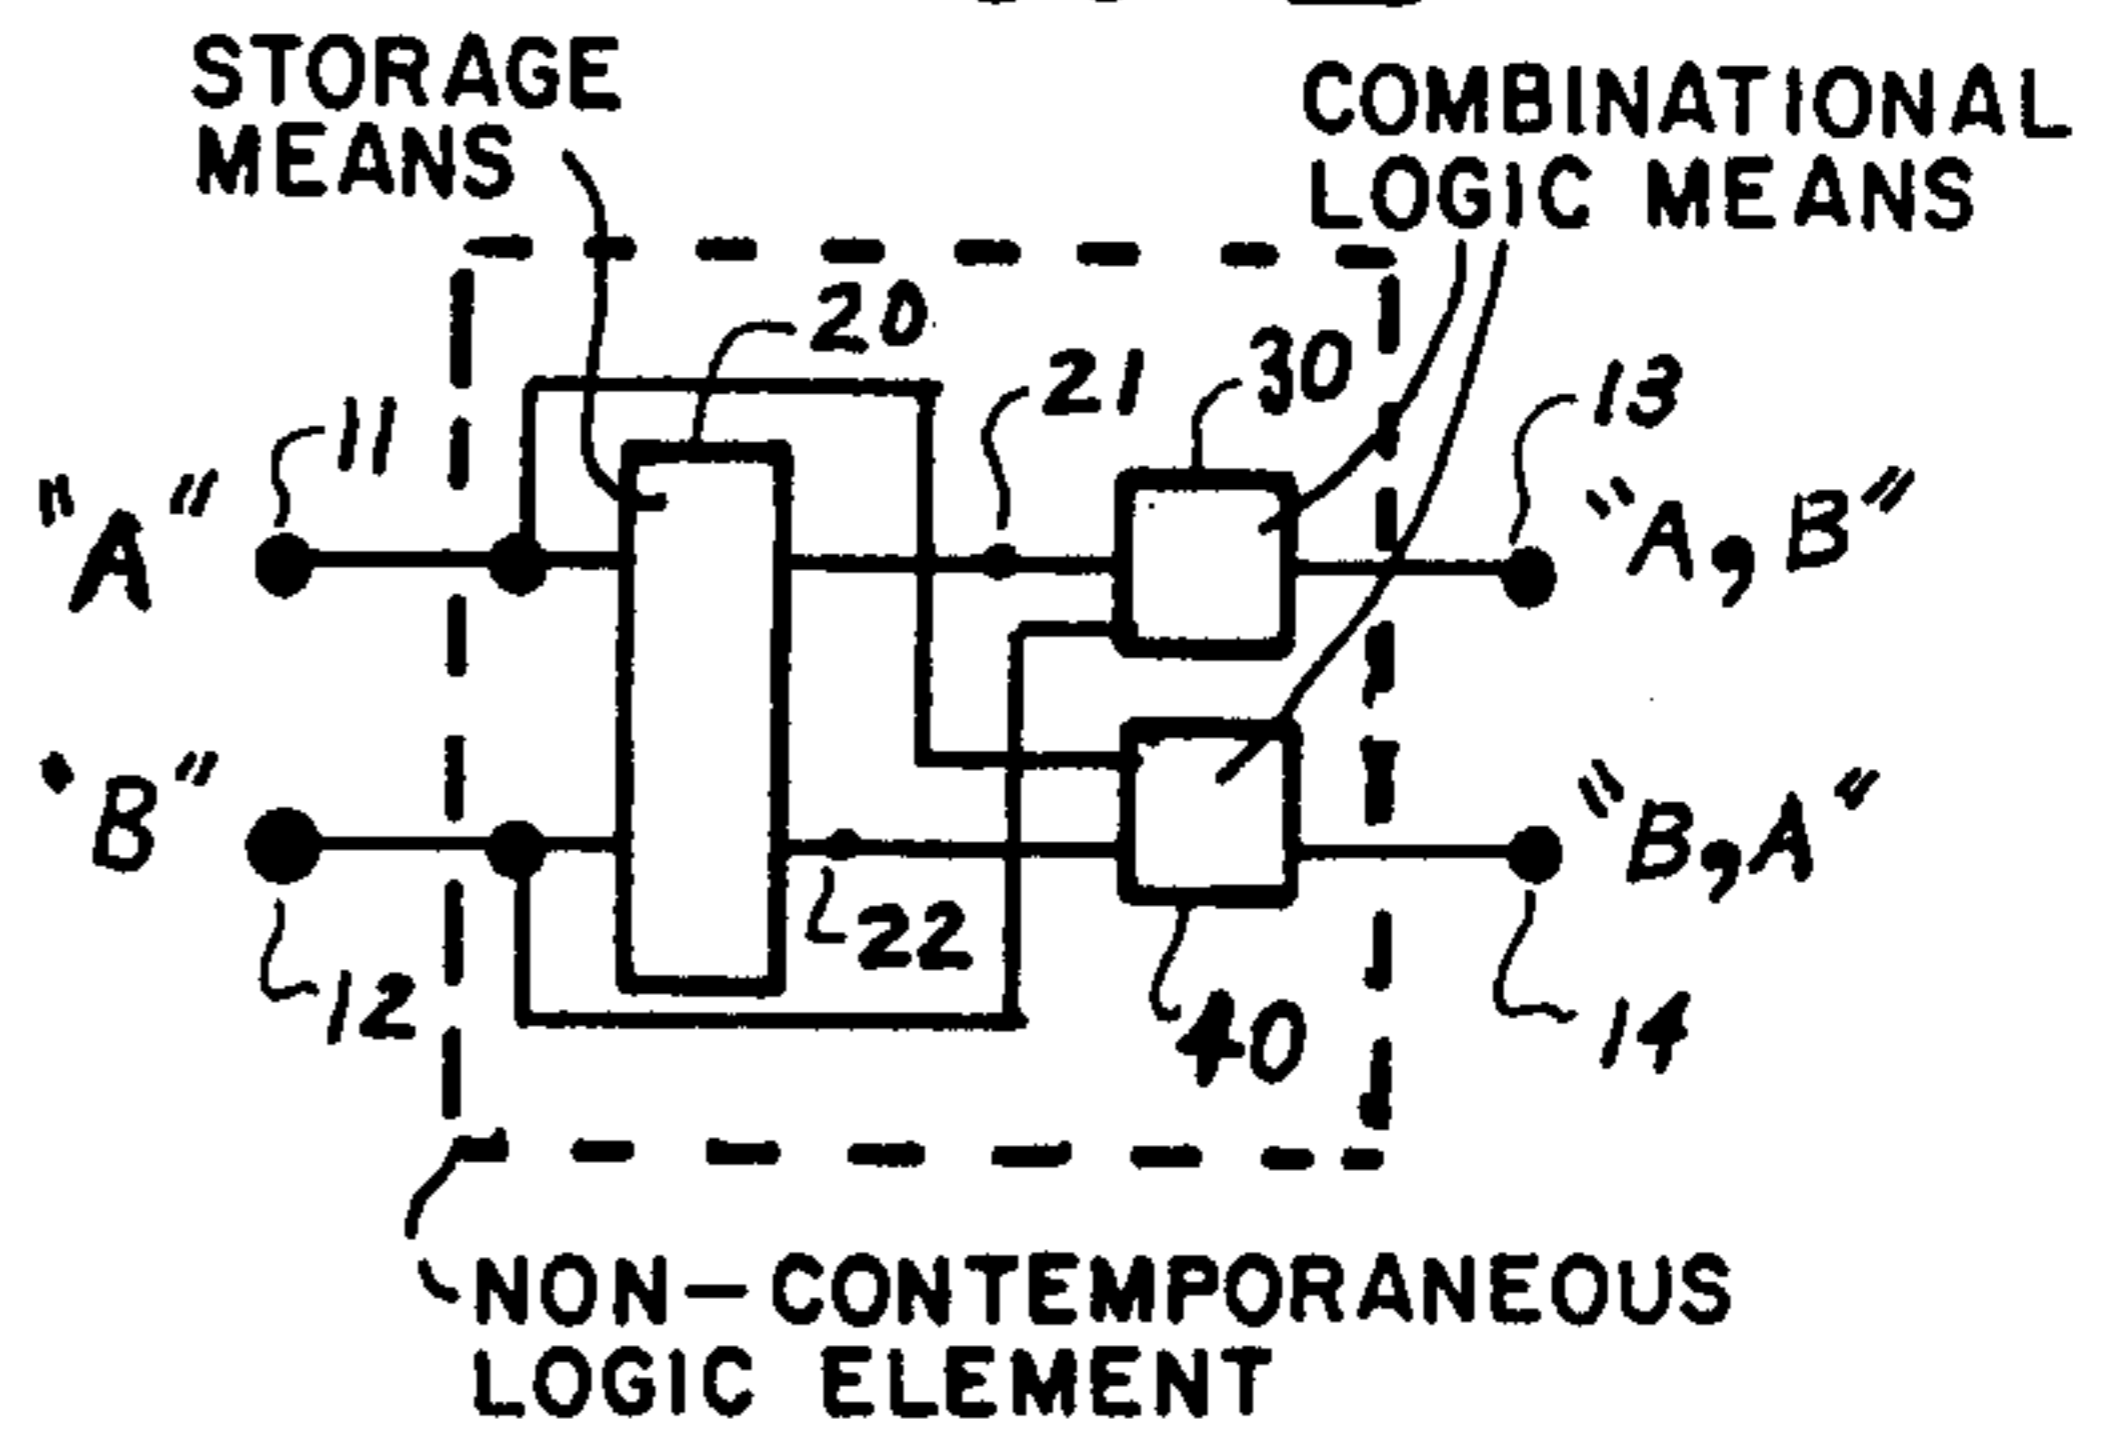 STORAGE
MEANS
COMBINATIONAL
LOGIC MEANS
20
21
30
13
11
"A"
"A,B"
'B"
"B,A"
22
12
40
14
NON-CONTEMPORANEOUS
LOGIC ELEMENT